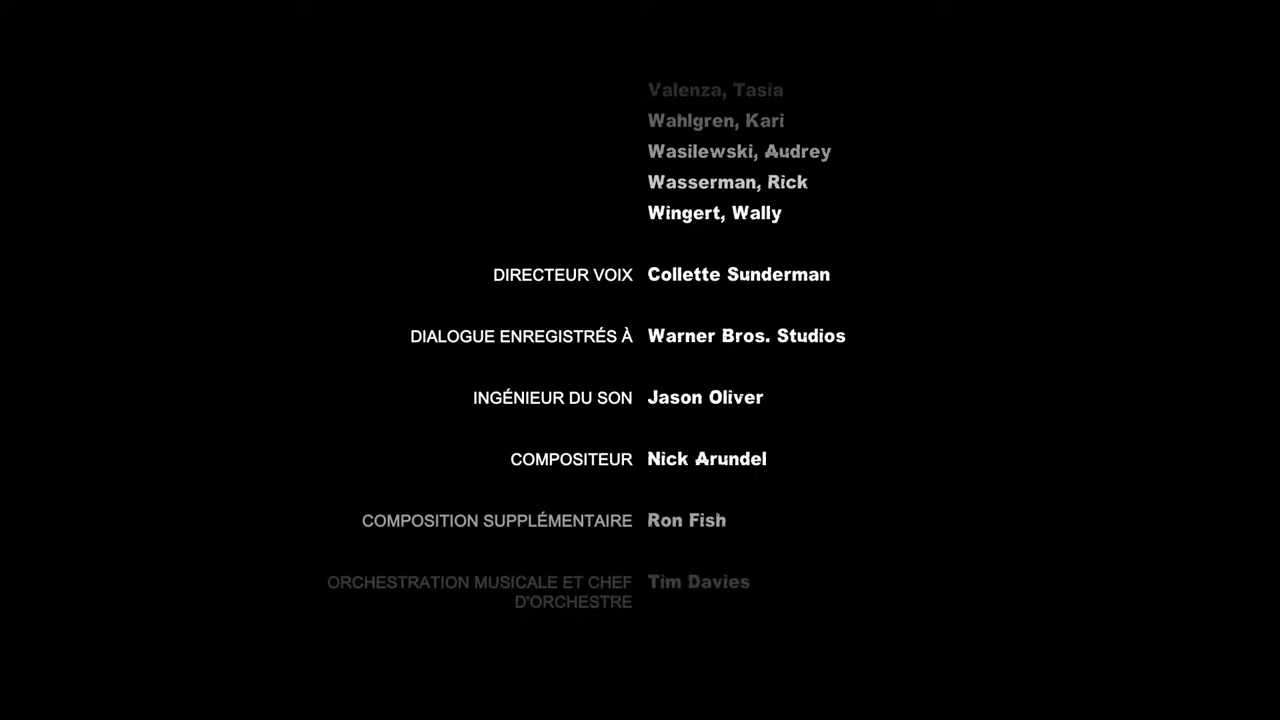 Valenza, Tasia
Wahlgren, Kari
Wasilewski, Audrey
Wasserman, Rick
Wingert, Wally
DIRECTEUR VOIX Collette Sunderman
DIALOGUE ENREGISTRÉS À Warner Bros. Studios
INGÉNIEUR DU SON Jason Oliver
COMPOSITEUR Nick Arundel
COMPOSITION SUPPLÉMENTAIRE Ron Fish
ORCHESTRATION MUSICALE ET CHEF Tim Davies
D'ORCHESTRE